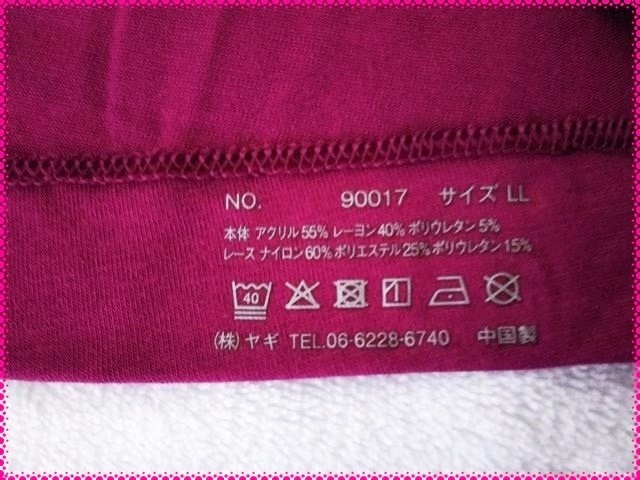 NO. 90017 サイズ LL
本体 アクリル55% レーヨン40% ポリウレタン5%
レース ナイロン60% ポリエステル25% ポリウレタン15%
40
(株) ヤギ TEL.06-6228-6740 中国製